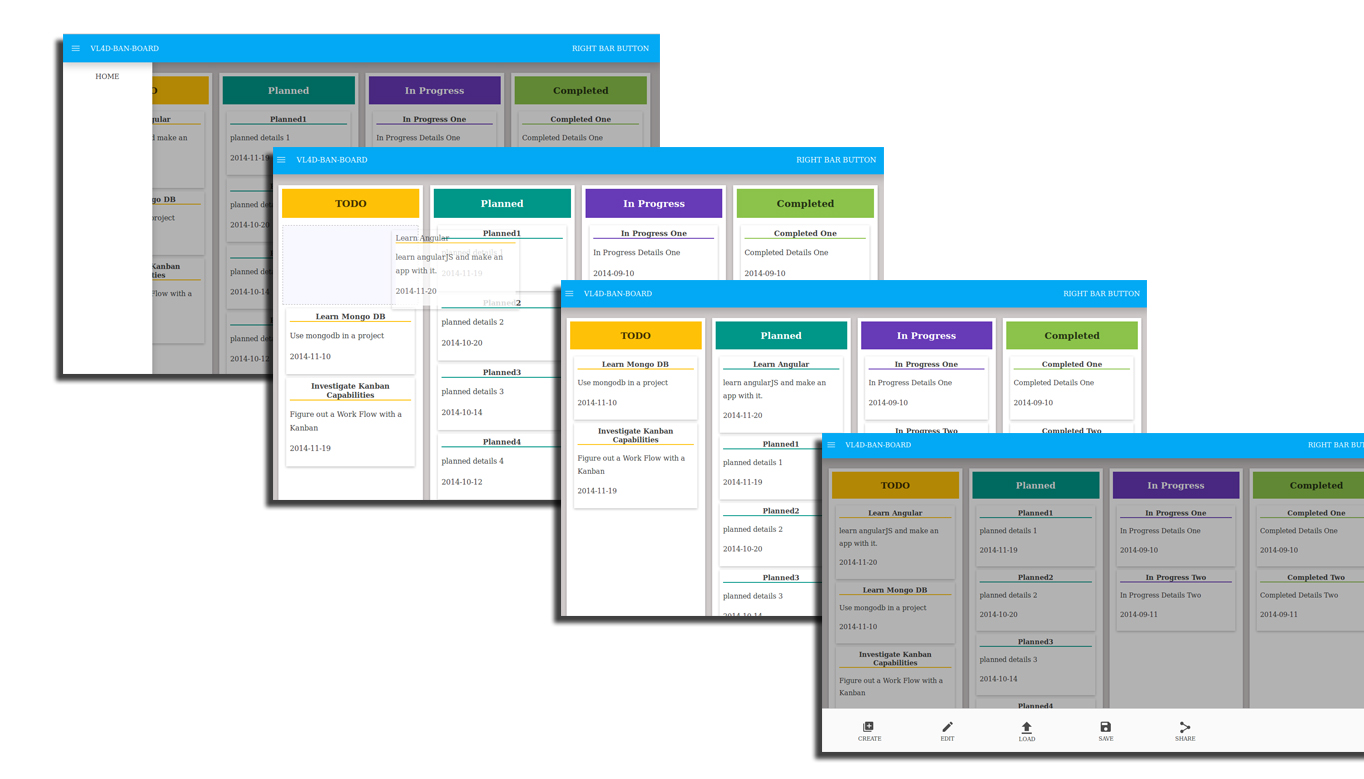 VL4D-BAN-BOARD
RIGHT BAR BUTTON
HOME
Planned
In Progress
Completed
Planned1
planned details 1
In Progress One
In Progress Details One
Completed One
Completed Details One
make an
DB
Kanban
Flow with a
2014-10-20
2014-10-14
2014-10-12
VL4D-BAN-BOARD
RIGHT BAR BUTTON
TODO
Planned
In Progress
Completed
Learn Angular
learn angularJS and make an
app with it.
2014-11-20
Learn Mongo DB
Use mongodb in a project
2014-11-10
Investigate Kanban
Capabilities
Figure out a Work Flow with a
Kanban
2014-11-19
Planned1
planned details 1
2014-11-19
Planned2
planned details 2
2014-10-20
Planned3
planned details 3
2014-10-14
Planned4
planned details 4
2014-10-12
In Progress One
In Progress Details One
2014-09-10
Completed One
Completed Details One
2014-09-10
VL4D-BAN-BOARD
RIGHT BAR BUTTON
TODO
Planned
In Progress
Completed
Learn Mongo DB
Use mongodb in a project
2014-11-10
Investigate Kanban
Capabilities
Figure out a Work Flow with a
Kanban
2014-11-19
Learn Angular
learn angularJS and make an
app with it.
2014-11-20
Planned1
planned details 1
2014-11-19
Planned2
planned details 2
2014-10-20
Planned3
planned details 3
2014-10-14
In Progress One
In Progress Details One
2014-09-10
In Progress Two
Completed One
Completed Details One
2014-09-10
Completed Two
VL4D-BAN-BOARD
RIGHT BAR
TODO
Planned
In Progress
Completed
Learn Angular
learn angularJS and make an
app with it.
2014-11-20
Learn Mongo DB
Use mongodb in a project
2014-11-10
Investigate Kanban
Capabilities
Figure out a Work Flow with a
Kanban
Planned1
planned details 1
2014-11-19
Planned2
planned details 2
2014-10-20
Planned3
planned details 3
2014-10-14
Planned4
In Progress One
In Progress Details One
2014-09-10
In Progress Two
In Progress Details Two
2014-09-11
Completed One
Completed Details One
2014-09-10
Completed Two
Completed Details Two
2014-09-11
CREATE
EDIT
LOAD
SAVE
SHARE